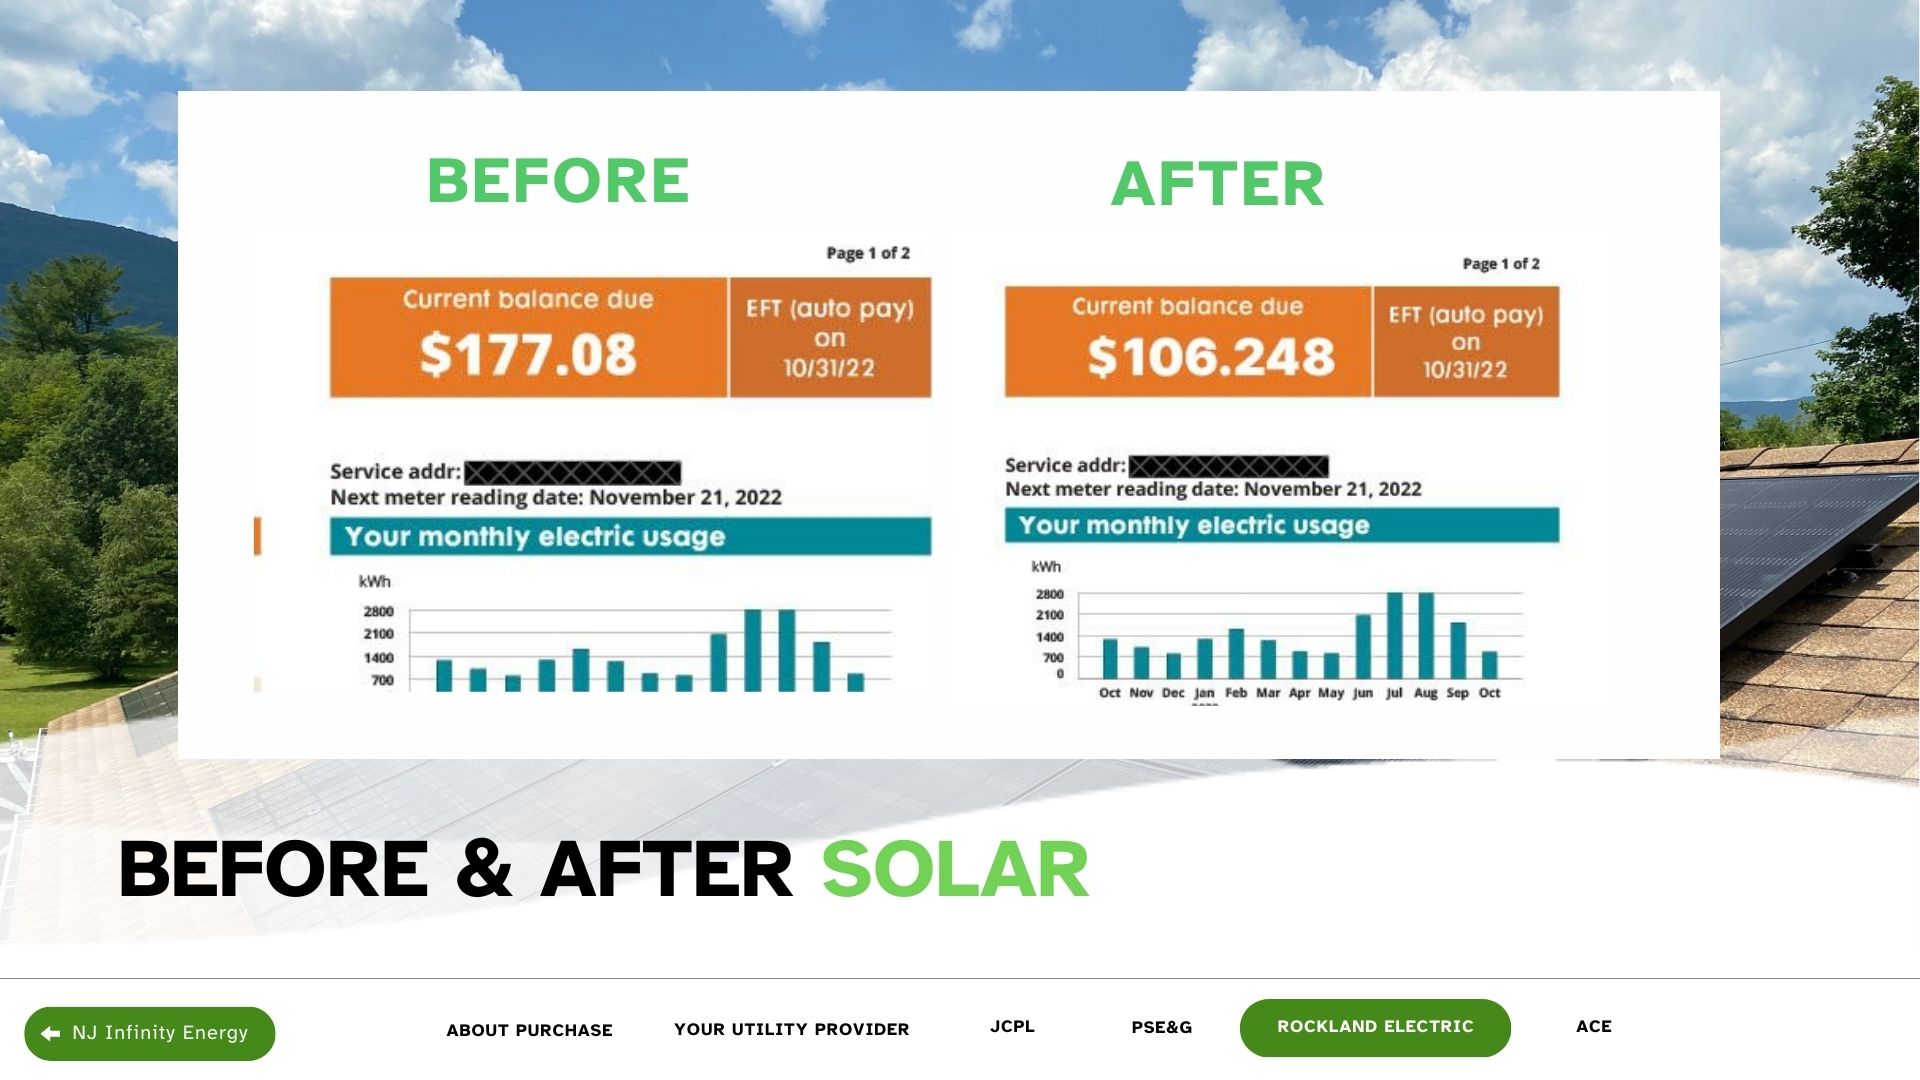 BEFORE
Page 1 of 2
Current balance due
$177.08
EFT (auto pay)
on
10/31/22
Service addr:
Next meter reading date: November 21, 2022
Your monthly electric usage
kWh
2800
2100
1400
700
AFTER
Page 1 of 2
Current balance due
$106.248
EFT (auto pay)
on
10/31/22
Service addr:
Next meter reading date: November 21, 2022
Your monthly electric usage
kWh
2800
2100
1400
700
0
Oct Nov Dec Jan Feb Mar Apr May Jun Jul Aug Sep Oct
BEFORE & AFTER SOLAR
NJ Infinity Energy
ABOUT PURCHASE
YOUR UTILITY PROVIDER
JCPL
PSE&G
ROCKLAND ELECTRIC
ACE